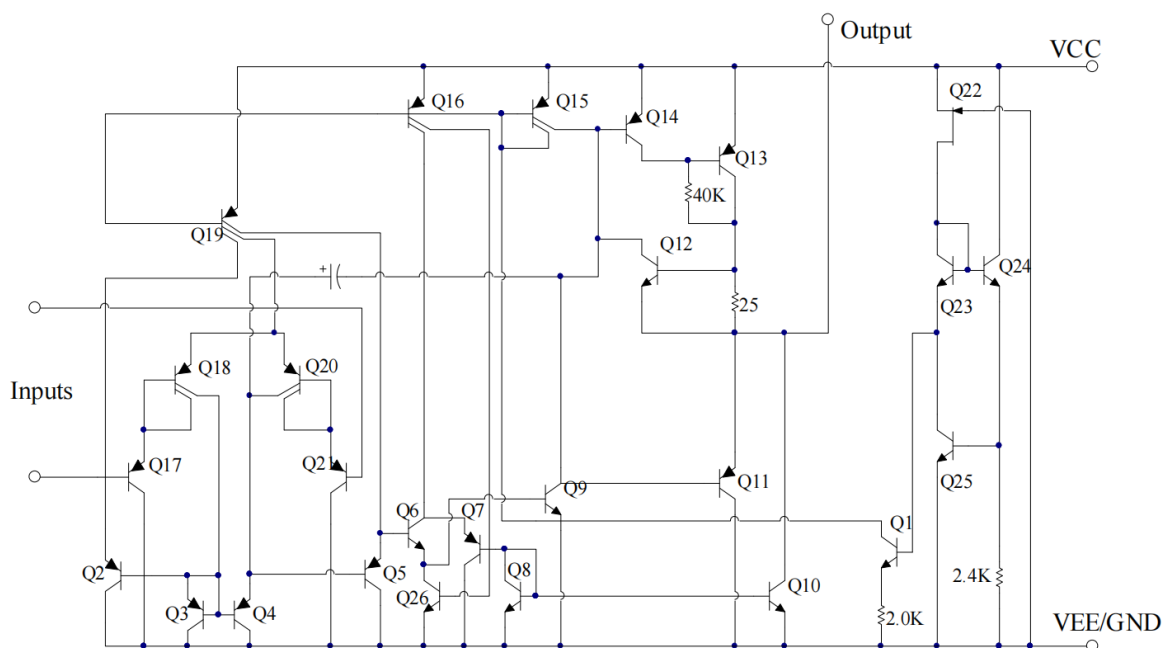 Output
VCC
Q16
Q15
Q22
Q14
Q13
40K
Q19
Q12
Q24
+
Q23
25
Q18
Q20
Inputs
Q17
Q21
Q25
Q11
Q9
Q6
Q7
Q1
Q2
Q5
Q8
2.4K
Q10
Q26
Q3
Q4
2.0K
VEE/GND